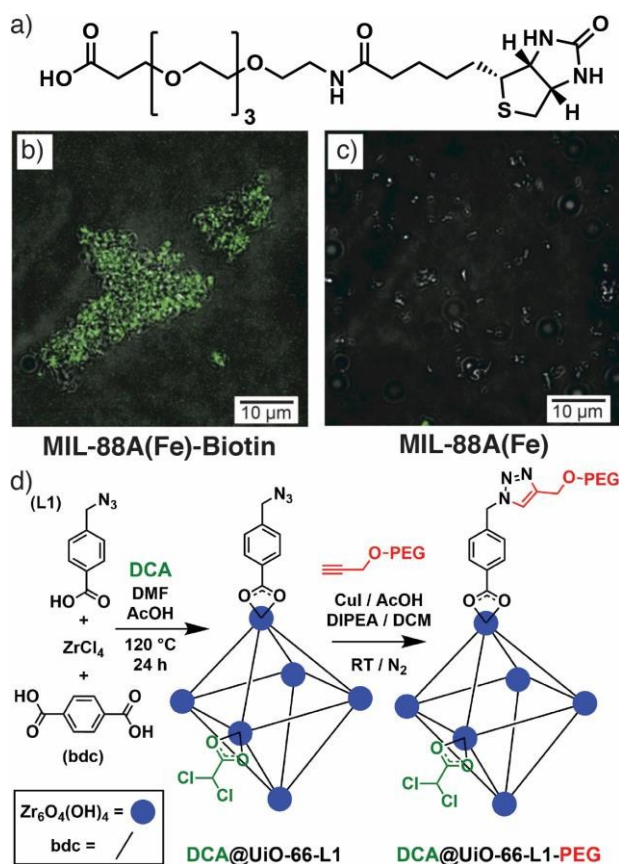 a)
O
HO
O
3
O
N
H
O
HN
O
NH
H
H
S
b)
c)
10 µm
10 µm
MIL-88A(Fe)-Biotin
MIL-88A(Fe)
d)
(L1)
N3
HO
O
+
ZrCl4
+
O
HO
OH
O
(bdc)
DCA
DMF
AcOH
120 °C
24 h
N3
O
O
O
O
Cl
Cl
O-PEG
CuI / AcOH
DIPEA / DCM
RT / N2
N=N
N
O-PEG
O
O
O
O
Cl
Cl
Zr6O4(OH)4 =
bdc =
DCA@UiO-66-L1
DCA@UiO-66-L1-PEG